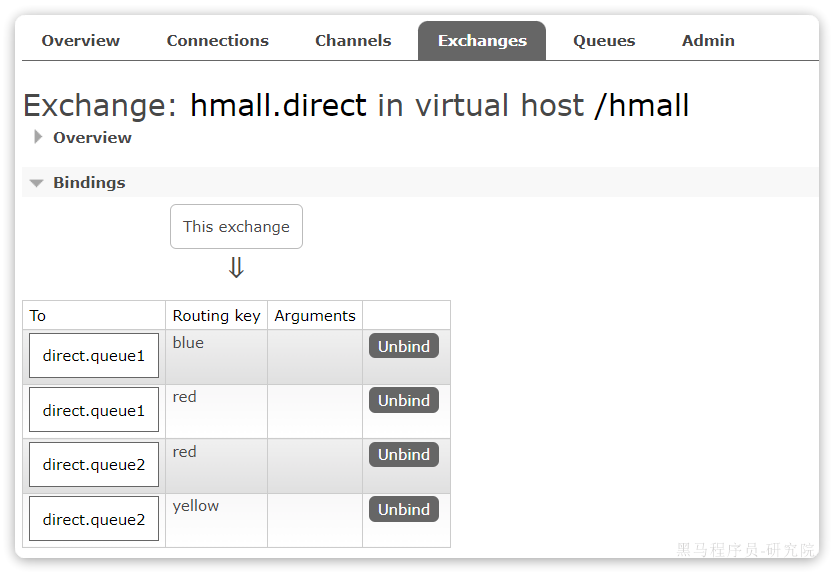 Overview Connections Channels Exchanges Queues Admin
Exchange: hmall.direct in virtual host /hmall
Overview
Bindings
This exchange
⇓
To Routing key Arguments
direct.queue1 blue Unbind
direct.queue1 red Unbind
direct.queue2 red Unbind
direct.queue2 yellow Unbind
黑马程序员-研究院